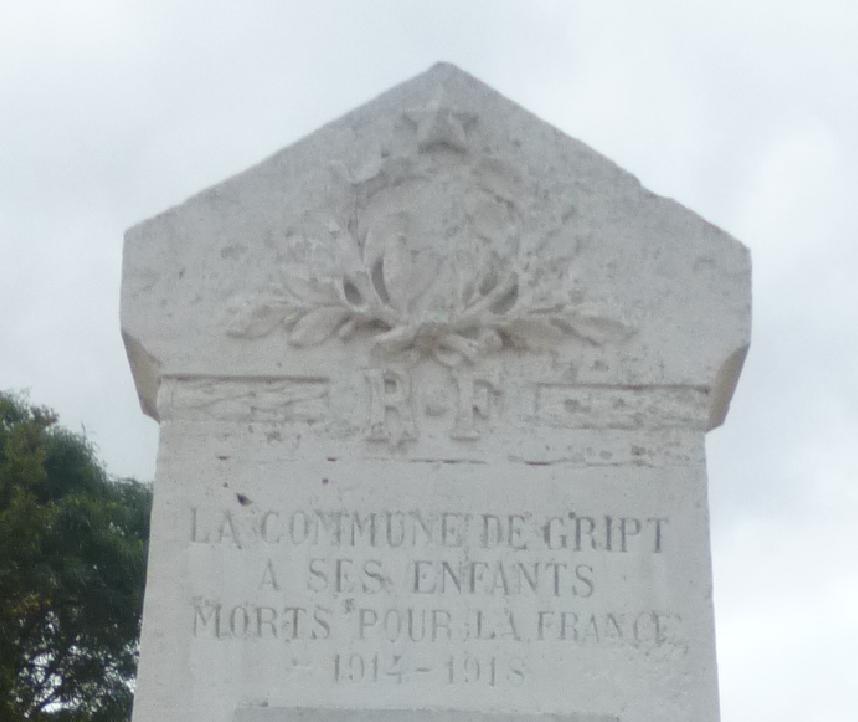 R-F
LA COMMUNE DE GRIPT
A SES ENFANTS
MORTS POUR LA FRANCE
1914-1918